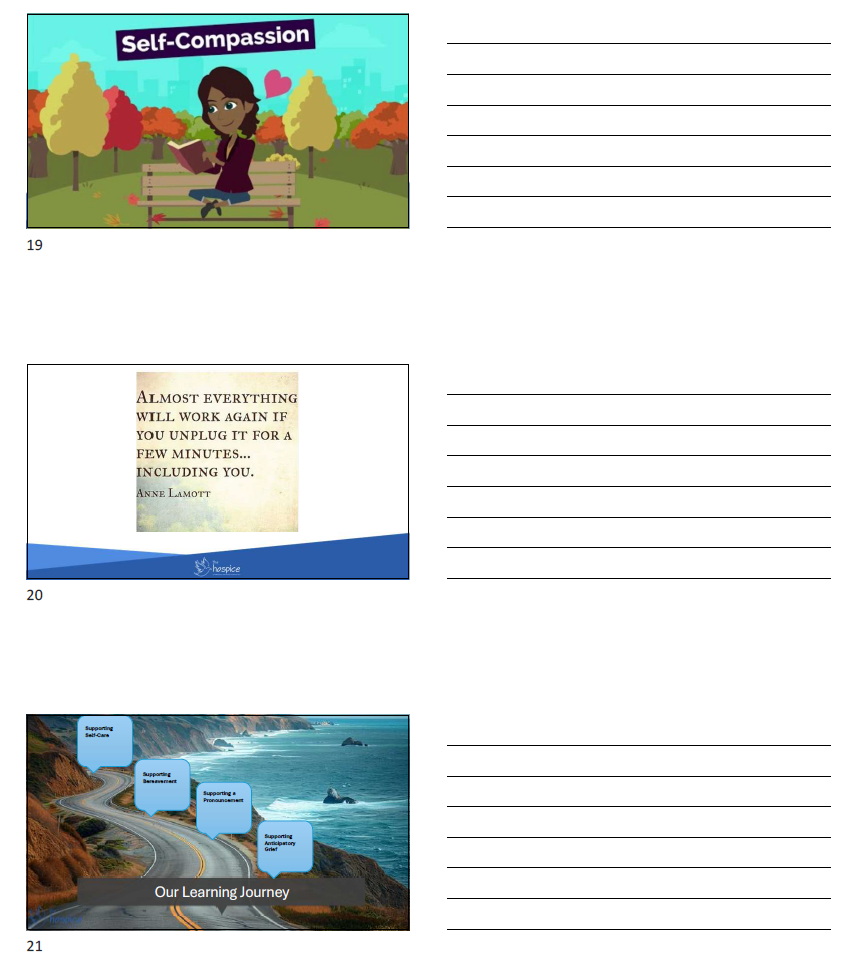 Self-Compassion
19
ALMOST EVERYTHING
WILL WORK AGAIN IF
YOU UNPLUG IT FOR A
FEW MINUTES...
INCLUDING YOU.
ANNE LAMOTT
hospice
20
Supporting
Self-Care
Supporting
Bereavement
Supporting a
Pronouncement
Supporting
Anticipatory
Grief
Our Learning Journey
hospice
21